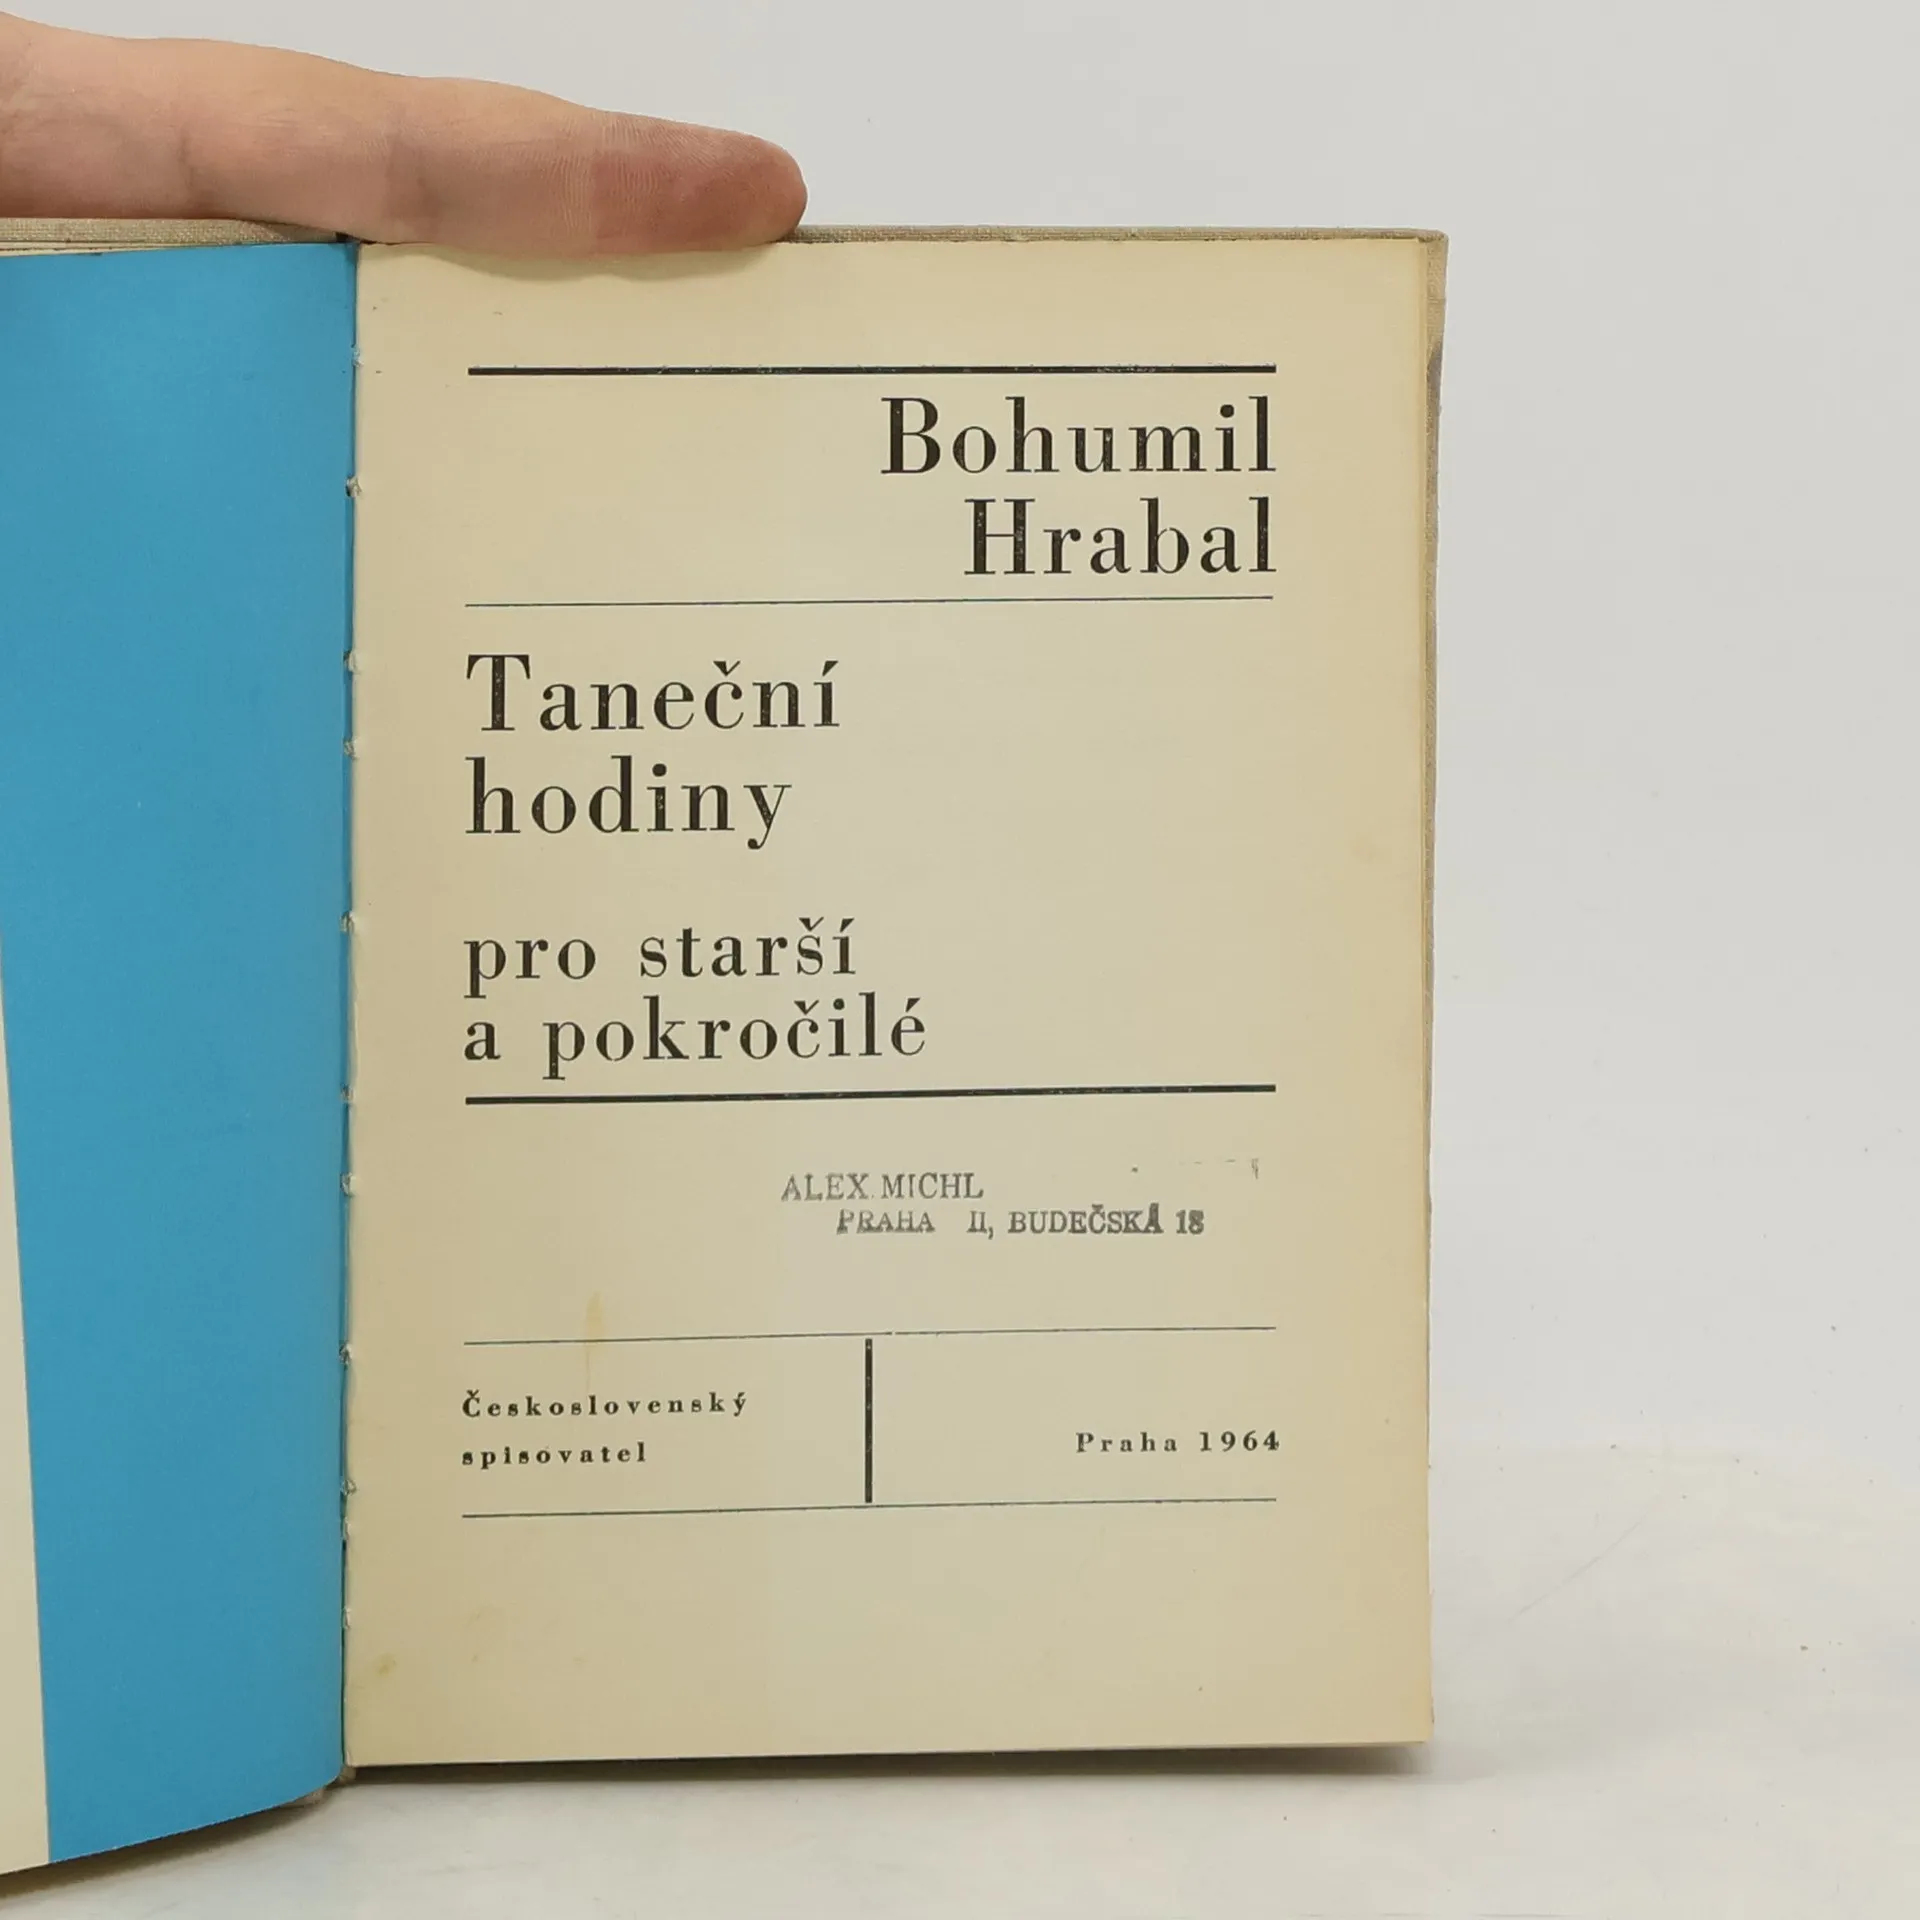 Bohumil
Hrabal
Taneční
hodiny
pro starší
a pokročilé
ALEX. MICHL
PRAHA II, BUDEČSKÁ 18
Československý
spisovatel
Praha 1964